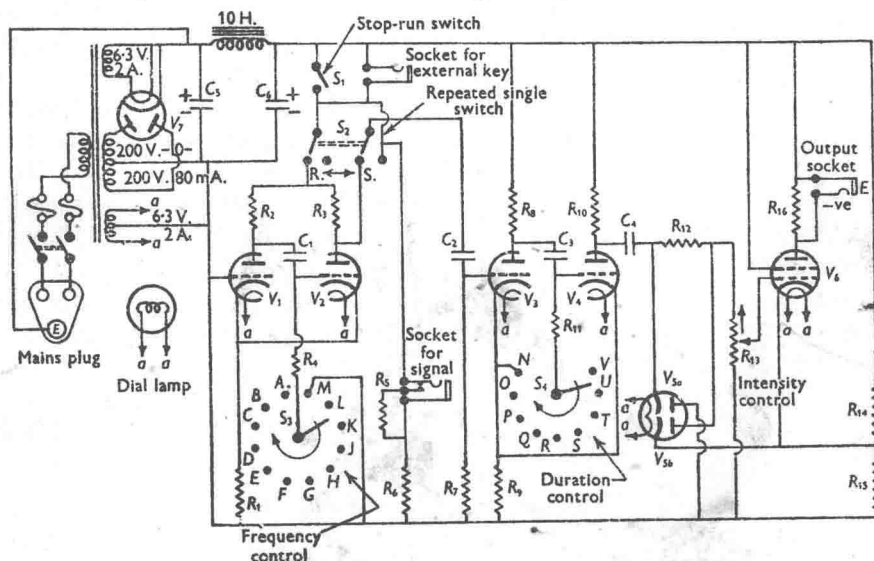 10 H.
Stop-run switch
6·3 V.
2 A.
Socket for
external key
S1
C5
C6
Repeated single
switch
V7
S2
200 V.-0-
200 V. 80 mA.
R. S.
Output
socket
E
-ve
a
6·3 V.
2 A.
a
R2
R3
C1
R8
R10
C4
R12
R16
C2
C3
V1
V2
V3
V4
V6
a
a
a
a
a
a
E
Mains plug
Dial lamp
a
a
R4
R11
R13
Intensity
control
Socket
for
signal
R5
A.
B
C
D
E
F
G
H
J
K
L
M
S3
N
O
P
Q
R
S
T
U
V
S4
V5a
V5b
a
a
R14
R15
R1
R6
R7
R9
Frequency
control
Duration
control